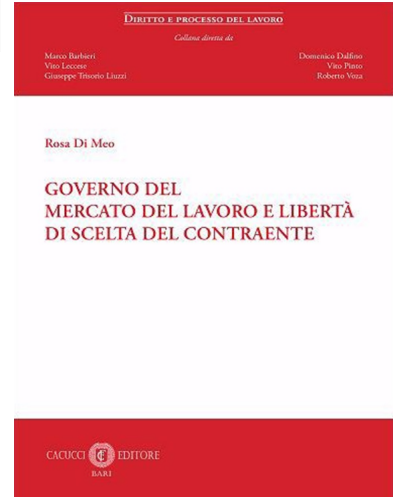 DIRITTO E PROCESSO DEL LAVORO
Collana diretta da
Marco Barbieri
Vito Leccese
Giuseppe Trisorio Liuzzi
Domenico Dalfino
Vito Pinto
Roberto Voza
Rosa Di Meo
GOVERNO DEL
MERCATO DEL LAVORO E LIBERTÀ
DI SCELTA DEL CONTRAENTE
CACUCCI EDITORE
BARI